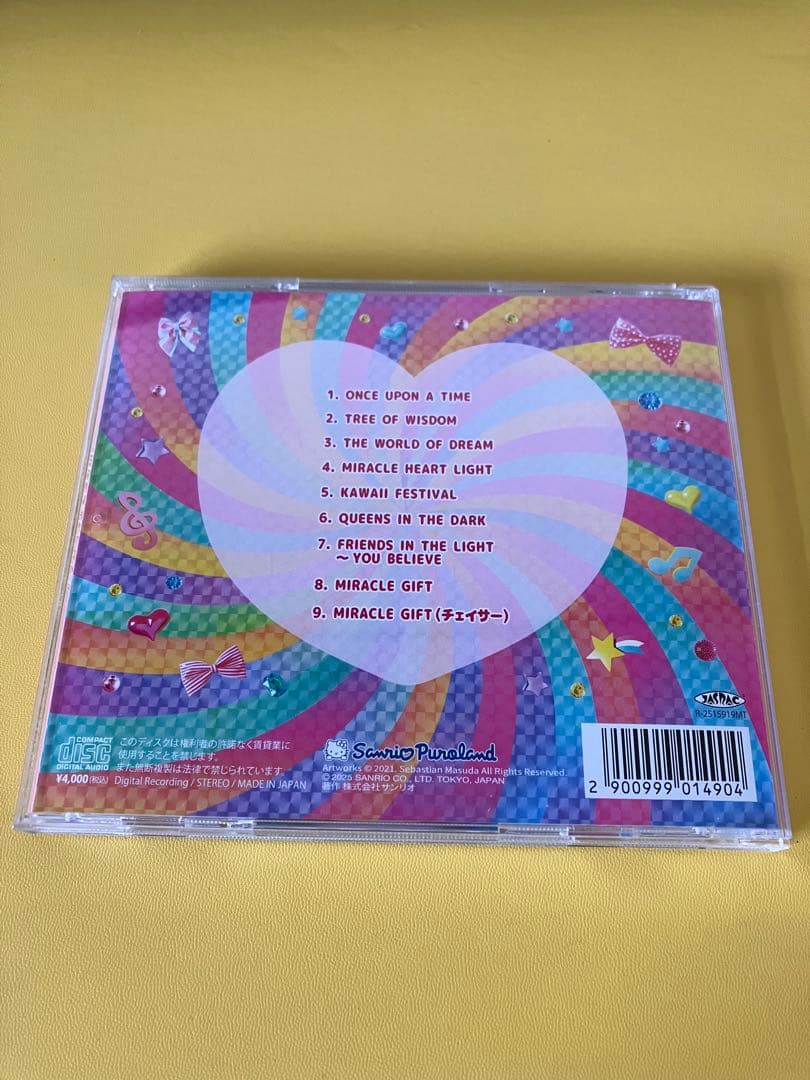 1. ONCE UPON A TIME
2. TREE OF WISDOM
3. THE WORLD OF DREAM
4. MIRACLE HEART LIGHT
5. KAWAII FESTIVAL
6. QUEENS IN THE DARK
7. FRIENDS IN THE LIGHT
～YOU BELIEVE
8. MIRACLE GIFT
9. MIRACLE GIFT(チェイサー)
JASRAC
R-2515919MT
COMPACT
disc
DIGITAL AUDIO
¥4,000(税込)
このディスクは権利者の許諾なく賃貸業に
使用することを禁じます。
また無断複製は法律で禁じられています。
Digital Recording / STEREO / MADE IN JAPAN
Sanrio Puroland
Artworks © 2021, Sebastian Masuda All Rights Reserved.
© 2025 SANRIO CO., LTD. TOKYO, JAPAN
著作 株式会社サンリオ
2 900999 014904